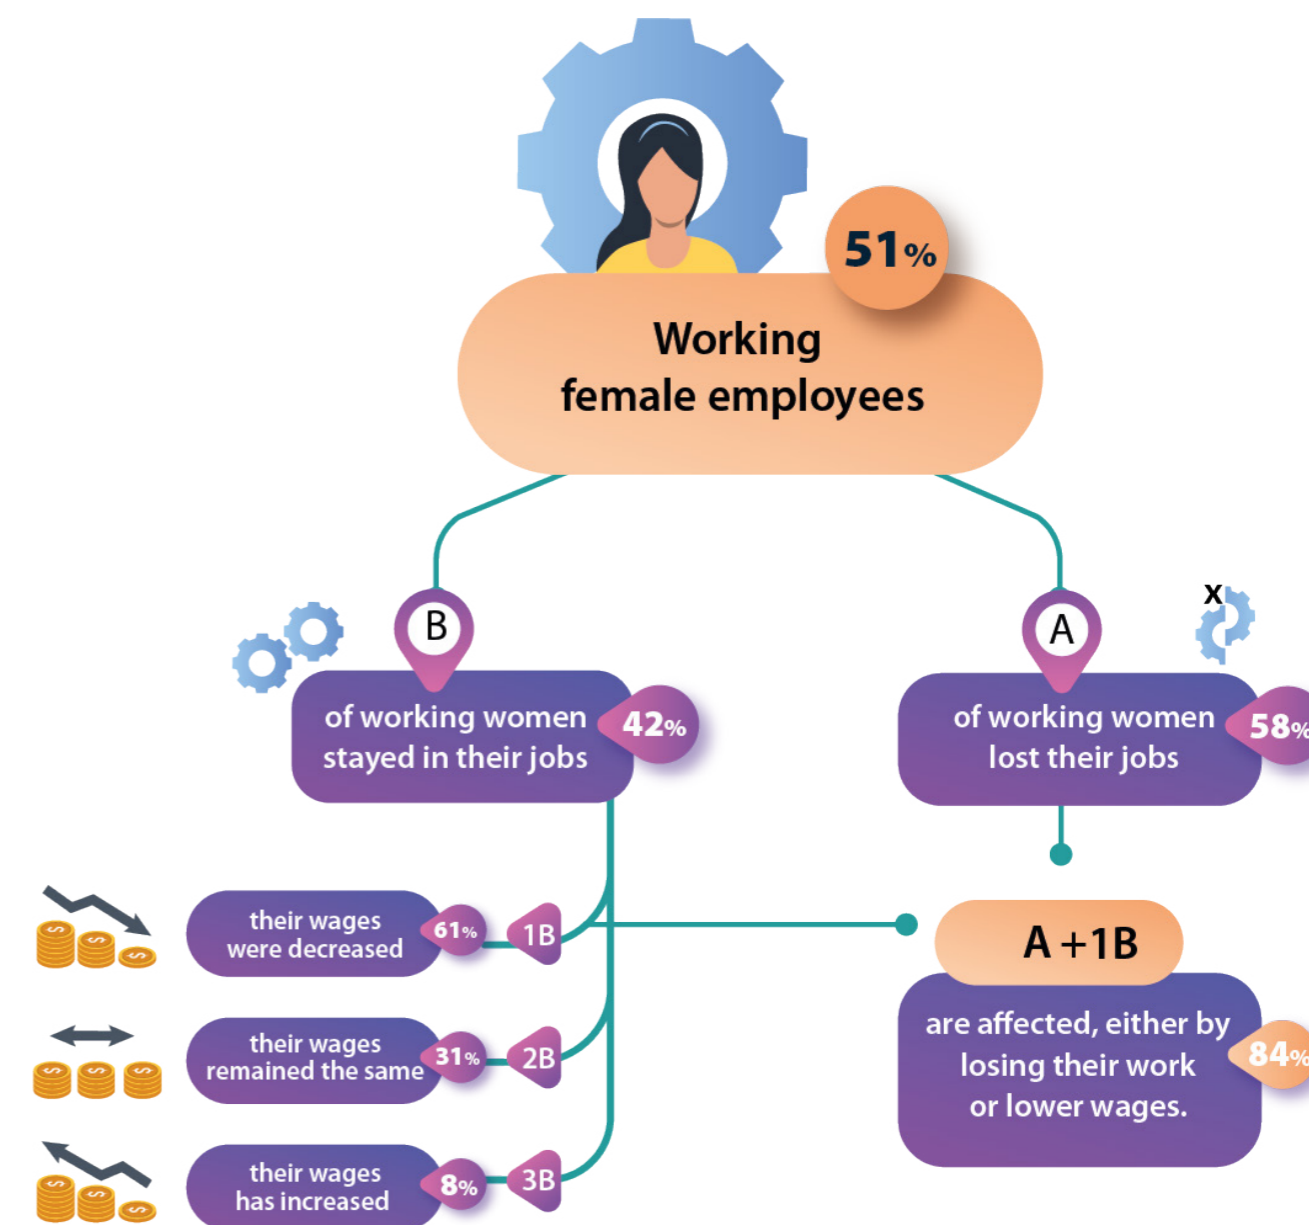 51%
Working
female employees
B
of working women
stayed in their jobs
42%
X
A
of working women
lost their jobs
58%
their wages
were decreased
61%
1B
their wages
remained the same
31%
2B
their wages
has increased
8%
3B
A +1B
are affected, either by
losing their work
or lower wages.
84%